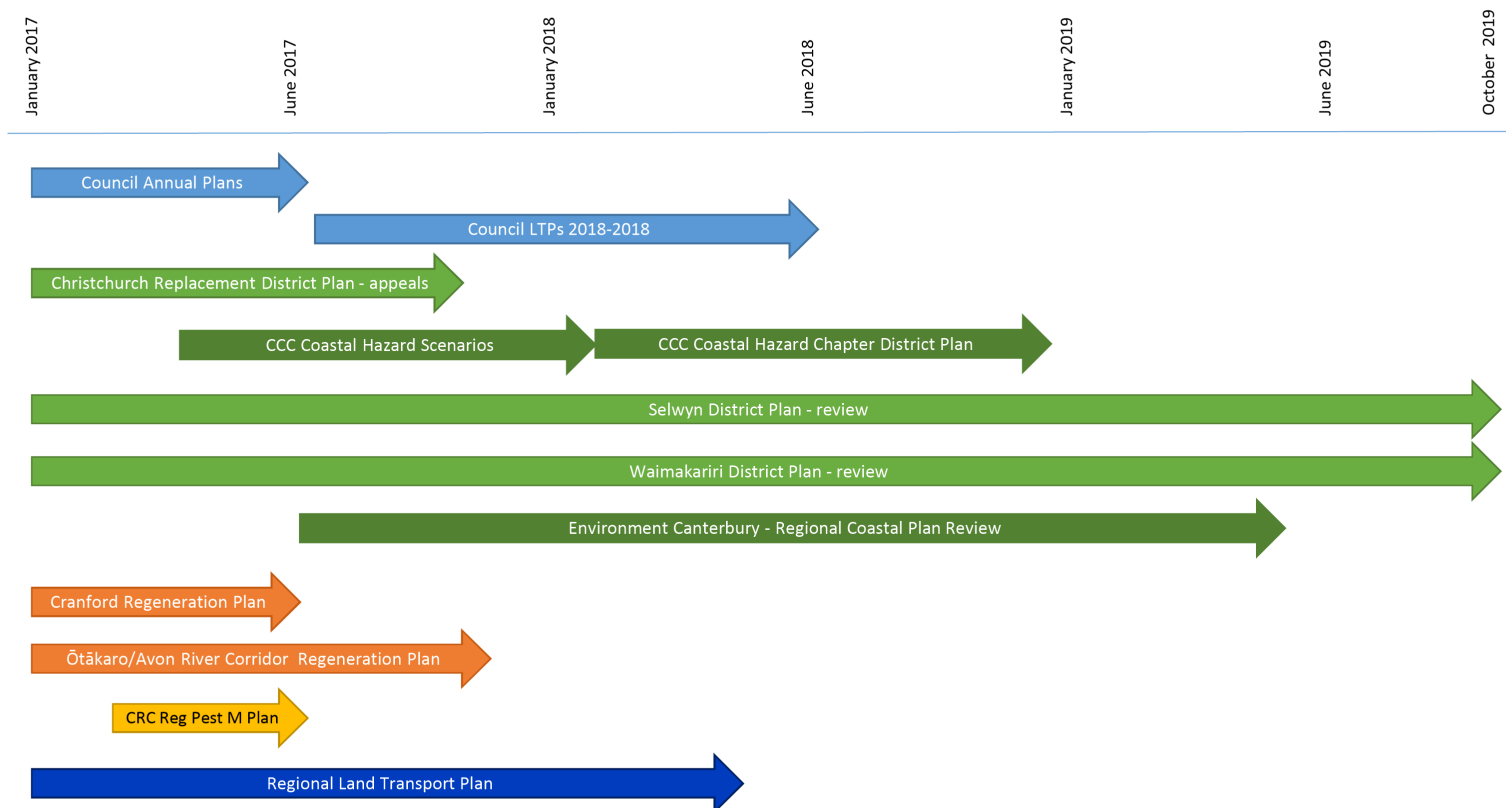 January 2017
June 2017
January 2018
June 2018
January 2019
June 2019
October 2019
Council Annual Plans
Council LTPs 2018-2018
Christchurch Replacement District Plan - appeals
CCC Coastal Hazard Scenarios
CCC Coastal Hazard Chapter District Plan
Selwyn District Plan - review
Waimakariri District Plan - review
Environment Canterbury - Regional Coastal Plan Review
Cranford Regeneration Plan
Ōtākaro/Avon River Corridor Regeneration Plan
CRC Reg Pest M Plan
Regional Land Transport Plan